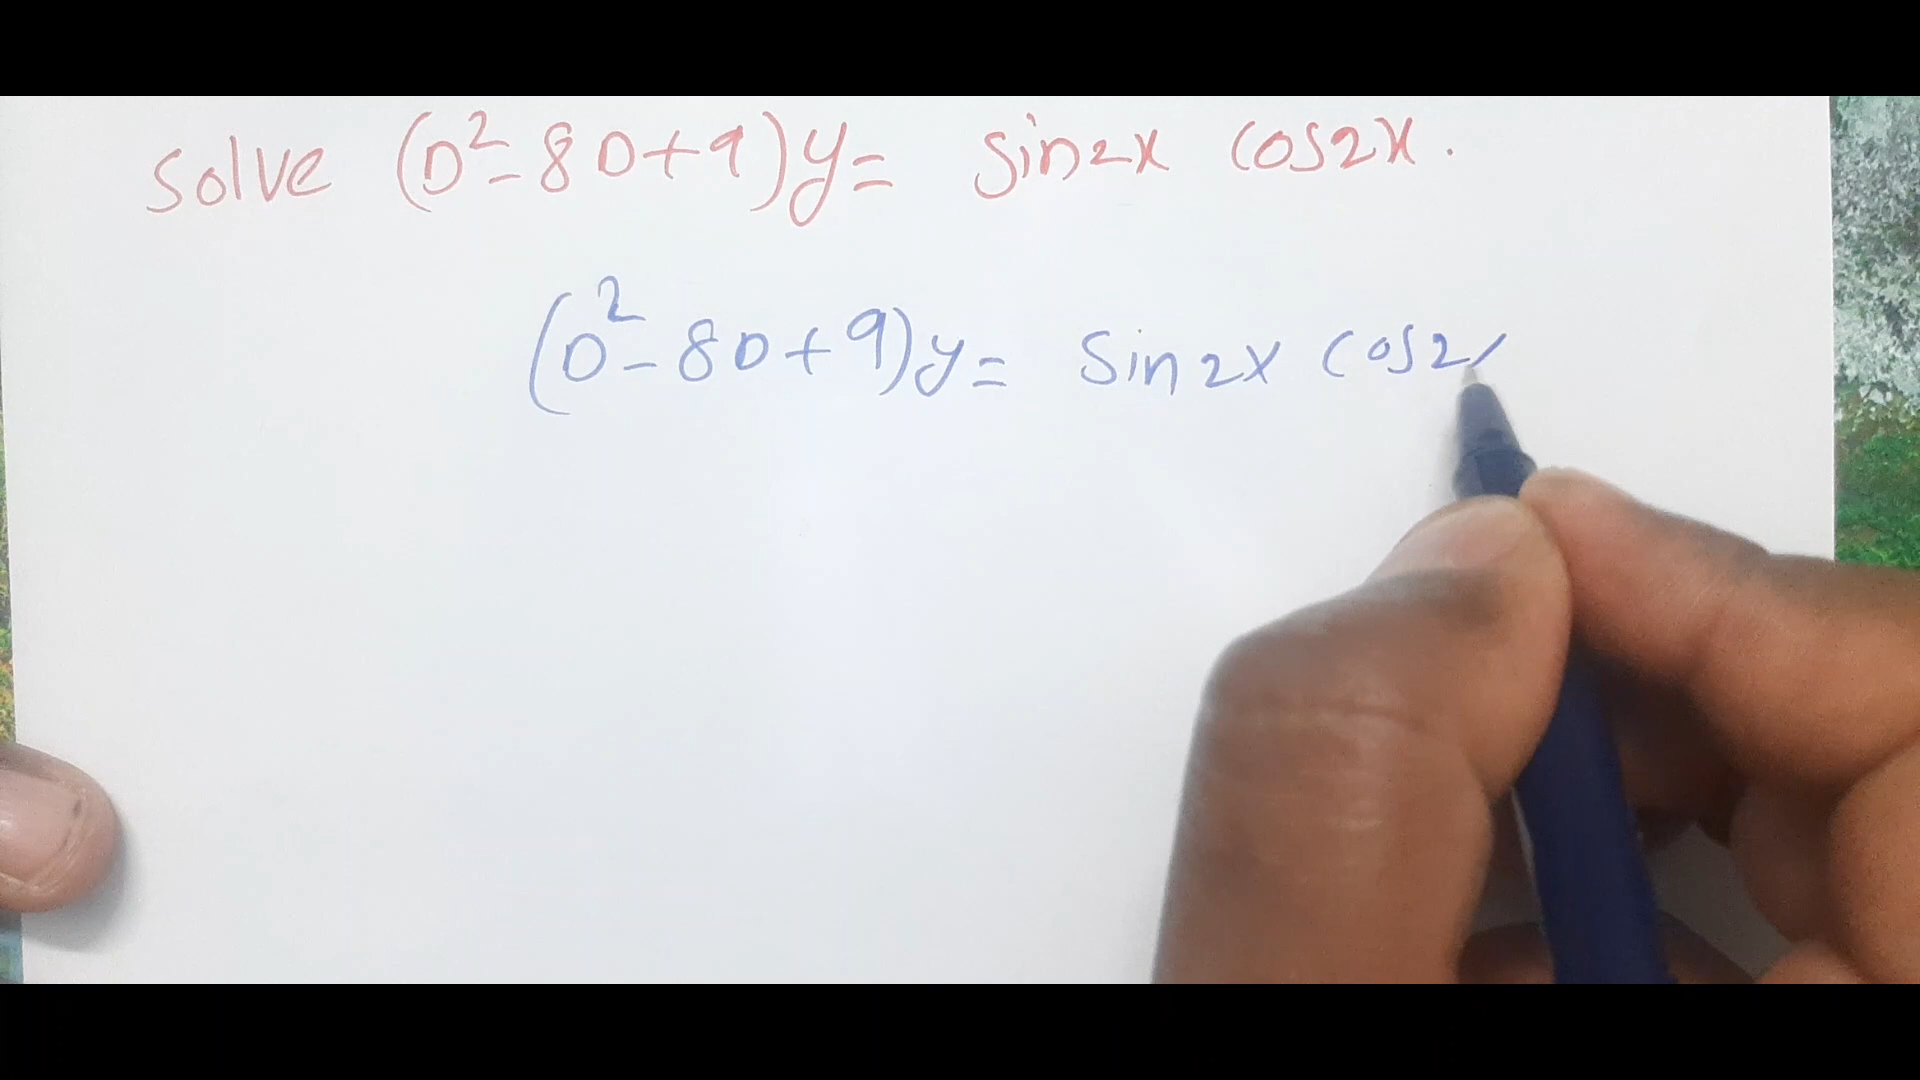 Solve (D²-8D+9)y= sin2x cos2x.
(D²-8D+9)y= Sin2x cos2